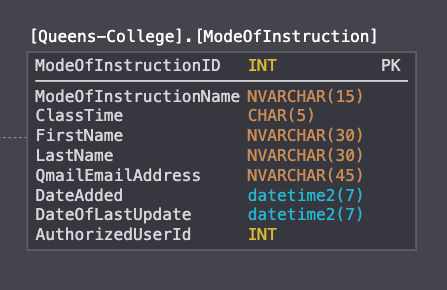 [Queens-College].[ModeOfInstruction]
ModeOfInstructionID INT PK
ModeOfInstructionName NVARCHAR(15)
ClassTime CHAR(5)
FirstName NVARCHAR(30)
LastName NVARCHAR(30)
QmailEmailAddress NVARCHAR(45)
DateAdded datetime2(7)
DateOfLastUpdate datetime2(7)
AuthorizedUserId INT